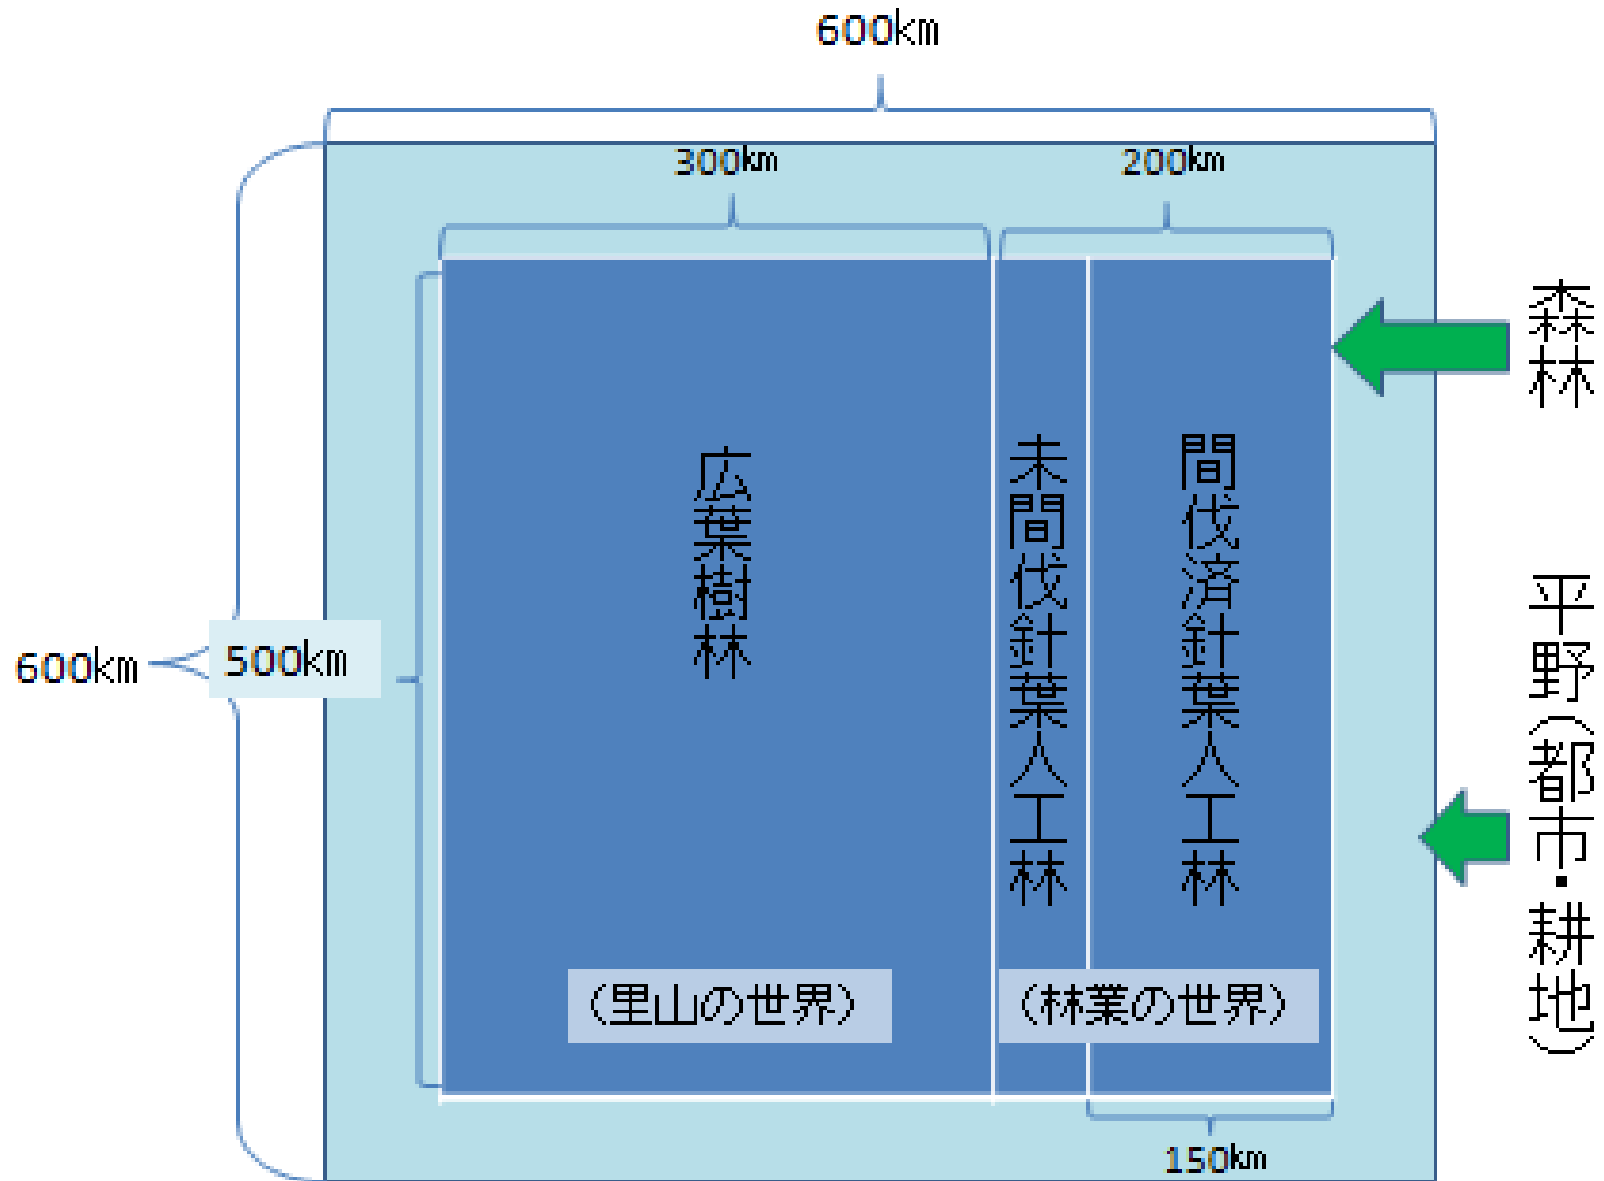 600km
300km
200km
森林
600km
500km
広葉樹林
未間伐針葉人工林
間伐済針葉人工林
平野(都市・耕地)
(里山の世界)
(林業の世界)
150km